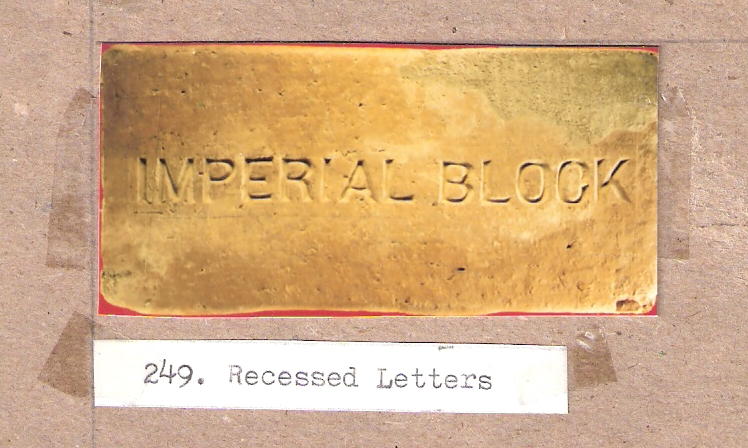 IMPERIAL BLOCK
249. Recessed Letters